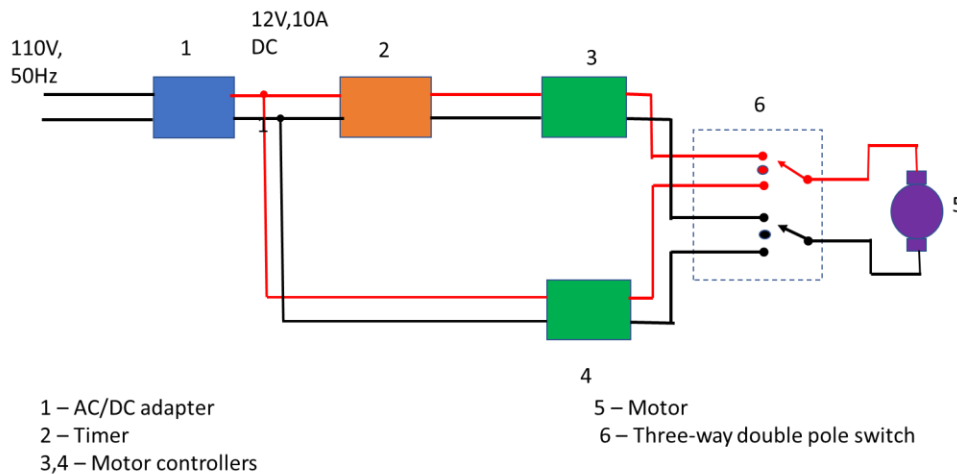 12V,10A
DC
110V,
50Hz
1
2
3
6
5
4
1 – AC/DC adapter
2 – Timer
3,4 – Motor controllers
5 – Motor
6 – Three-way double pole switch